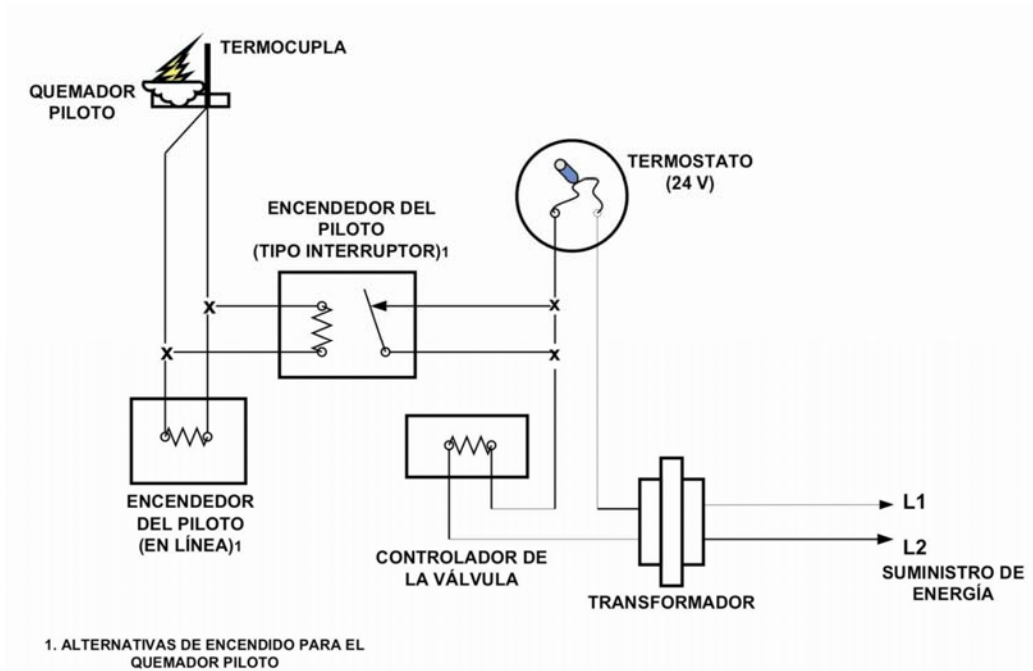 TERMOCUPLA
QUEMADOR
PILOTO
TERMOSTATO
(24 V)
ENCENDEDOR DEL
PILOTO
(TIPO INTERRUPTOR)1
X
X
X
X
ENCENDEDOR
DEL PILOTO
(EN LÍNEA)1
CONTROLADOR DE
LA VÁLVULA
TRANSFORMADOR
L1
L2
SUMINISTRO DE
ENERGÍA
1. ALTERNATIVAS DE ENCENDIDO PARA EL
QUEMADOR PILOTO